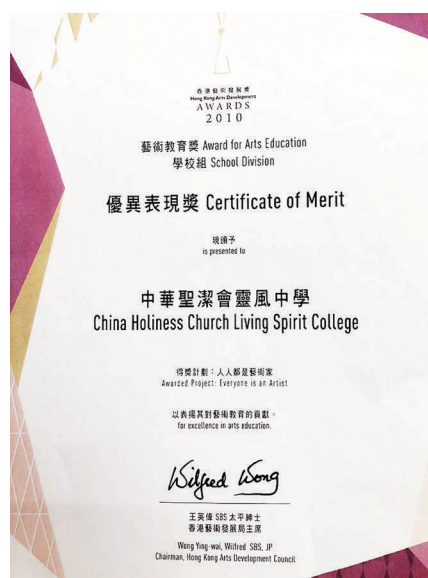 香港藝術發展獎
Hong Kong Arts Development
AWARDS
2010
藝術教育獎 Award for Arts Education
學校組 School Division
優異表現獎 Certificate of Merit
現頒予
is presented to
中華聖潔會靈風中學
China Holiness Church Living Spirit College
得獎計劃：人人都是藝術家
Awarded Project: Everyone is an Artist
以表揚其對藝術教育的貢獻。
for excellence in arts education.
Wilfred Wong
王英偉 SBS 太平紳士
香港藝術發展局主席
Wong Ying-wai, Wilfred SBS, JP
Chairman, Hong Kong Arts Development Council